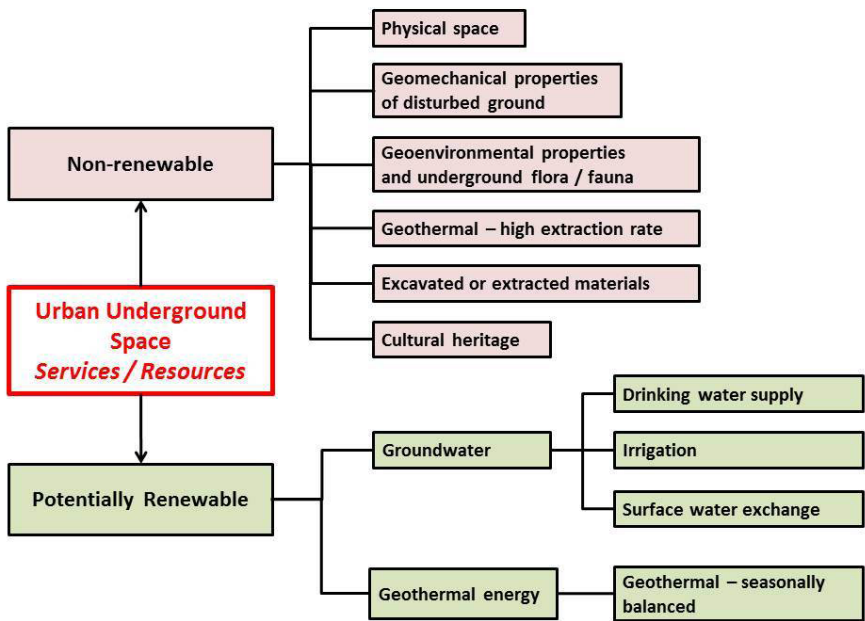 Physical space
Geomechanical properties
of disturbed ground
Non-renewable
Geoenvironmental properties
and underground flora / fauna
Geothermal – high extraction rate
Excavated or extracted materials
Cultural heritage
Urban Underground
Space
Services / Resources
Potentially Renewable
Groundwater
Drinking water supply
Irrigation
Surface water exchange
Geothermal energy
Geothermal – seasonally
balanced